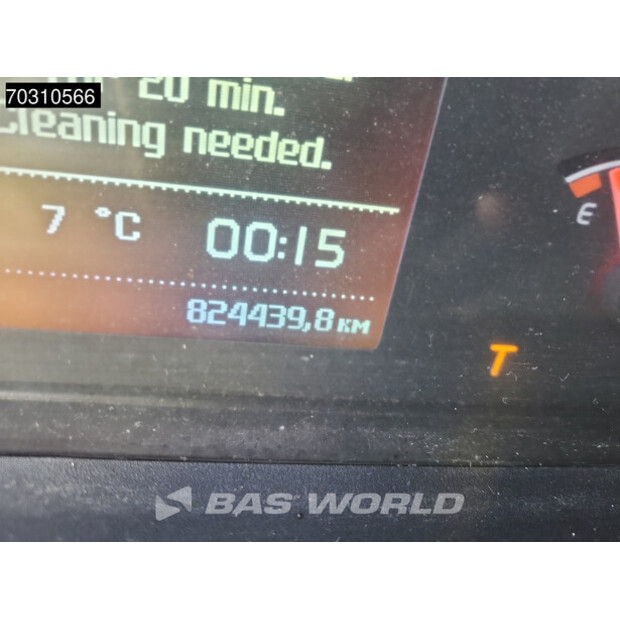 70310566
20 min.
Cleaning needed.
7 °C 00:15
824439,8 KM
E
T
BAS WORLD